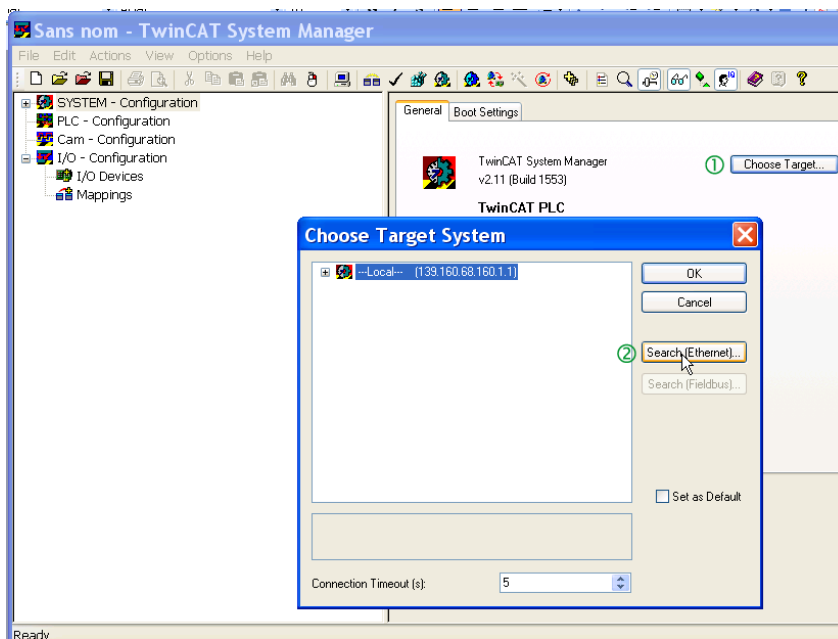 Sans nom - TwinCAT System Manager
File Edit Actions View Options Help
SYSTEM - Configuration
PLC - Configuration
Cam - Configuration
I/O - Configuration
I/O Devices
Mappings
General Boot Settings
TwinCAT System Manager
v2.11 (Build 1553)
TwinCAT PLC
① Choose Target...
Choose Target System
---Local--- (139.160.68.160.1.1)
OK
Cancel
② Search (Ethernet)...
Search (Fieldbus)...
Set as Default
Connection Timeout (s): 5
Ready